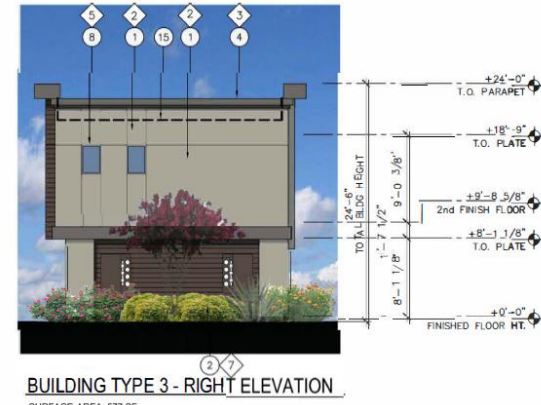 5 2 2 3
8 1 15 1 4
+24'-0"
T.O. PARAPET
+18'-9"
T.O. PLATE
24'-6"
TOTAL BLDG HEIGHT
9'-0 3/8"
+9'-8 5/8"
2nd FINISH FLOOR
1'-7 1/2"
+8'-1 1/8"
T.O. PLATE
8'-1 1/8"
+0'-0"
FINISHED FLOOR HT.
2 7
BUILDING TYPE 3 - RIGHT ELEVATION